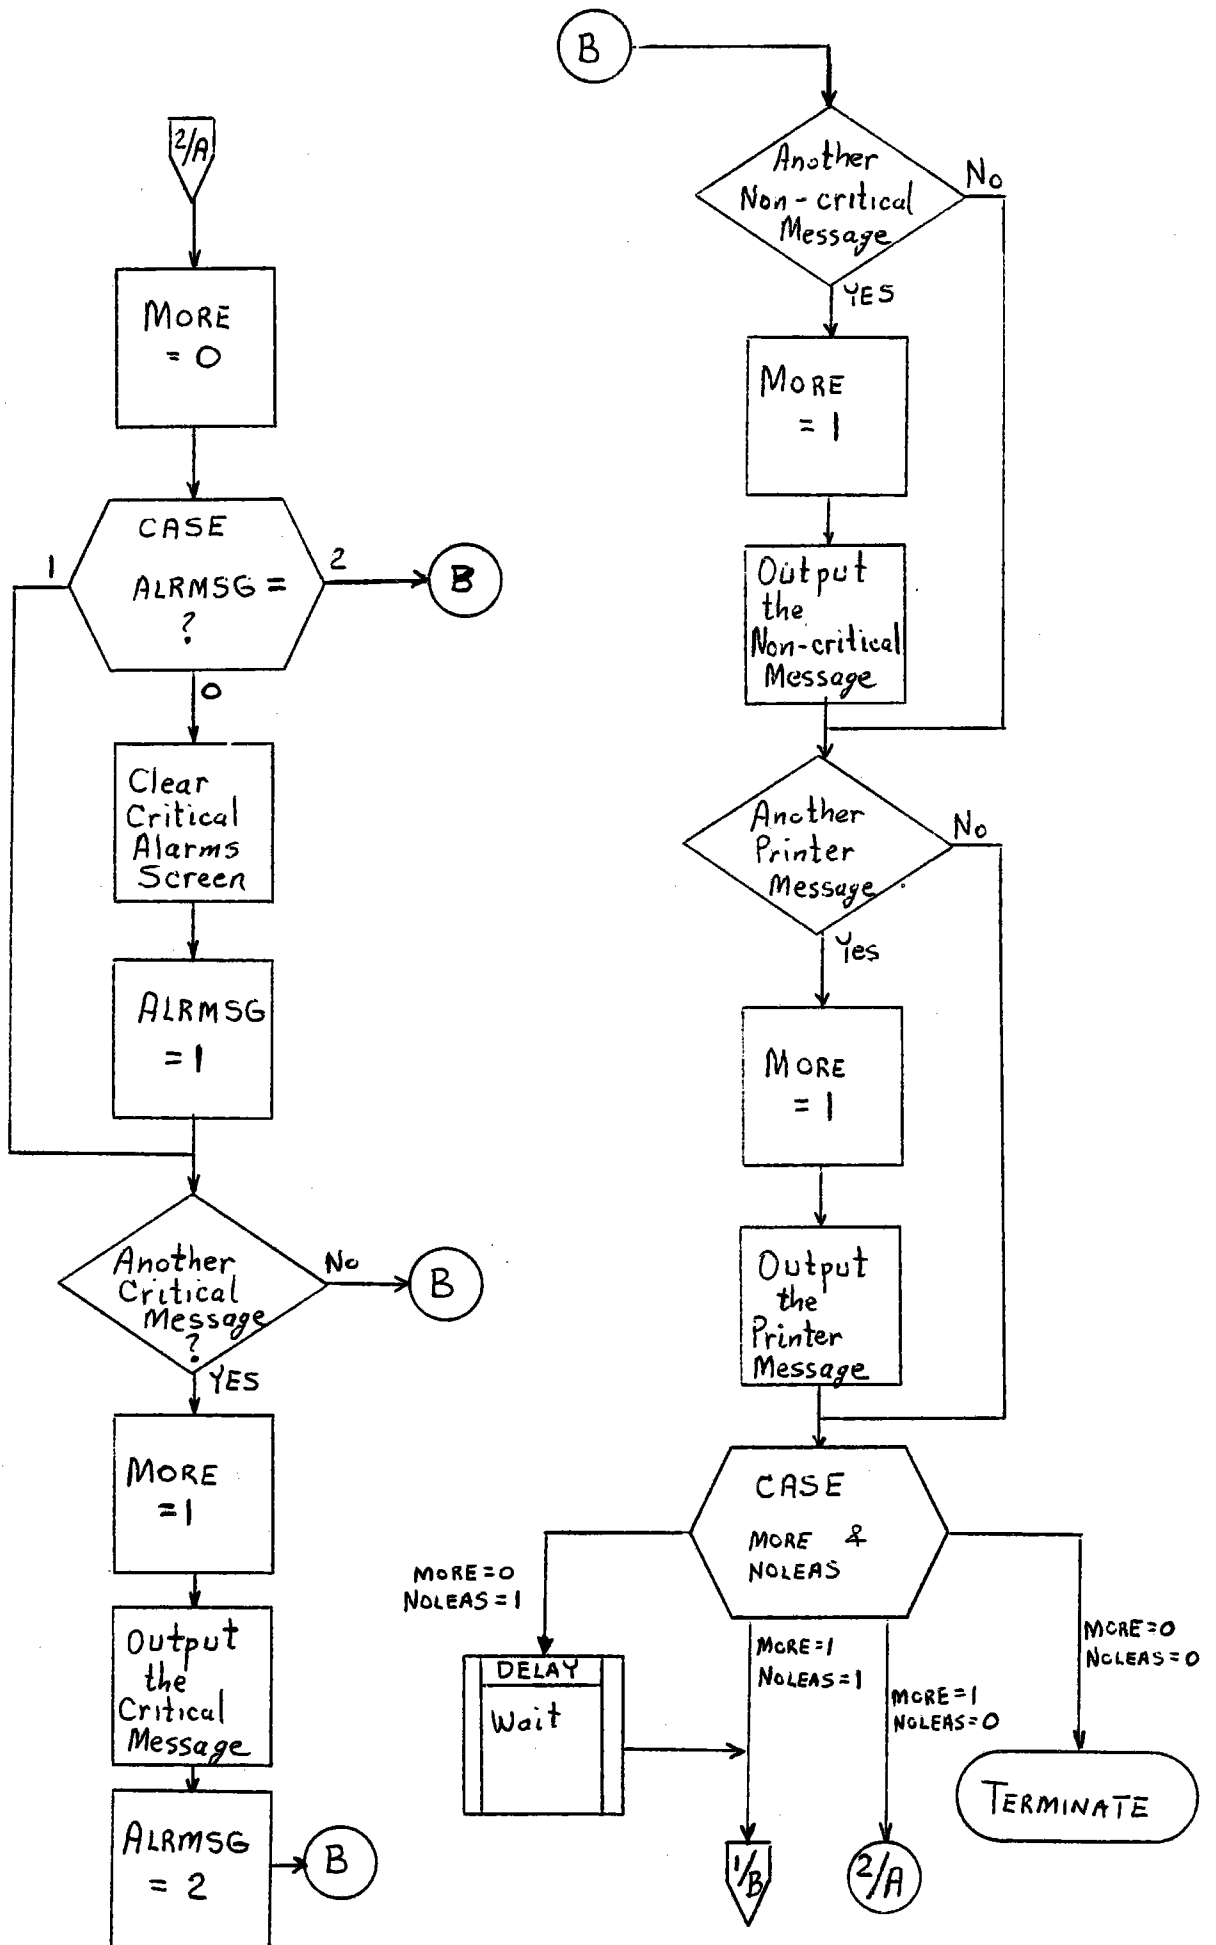 2/A
MORE
= 0
CASE
ALRMSG =
?
1
2
B
0
Clear
Critical
Alarms
Screen
ALRMSG
= 1
Another
Critical
Message
?
No
B
YES
MORE
= 1
Output
the
Critical
Message
ALRMSG
= 2
B
B
Another
Non-critical
Message
No
YES
MORE
= 1
Output
the
Non-critical
Message
Another
Printer
Message
No
Yes
MORE
= 1
Output
the
Printer
Message
CASE
MORE &
NOLEAS
MORE=0
NOLEAS=1
DELAY
Wait
MORE=1
NOLEAS=1
1/B
MORE=1
NOLEAS=0
2/A
MORE=0
NOLEAS=0
TERMINATE